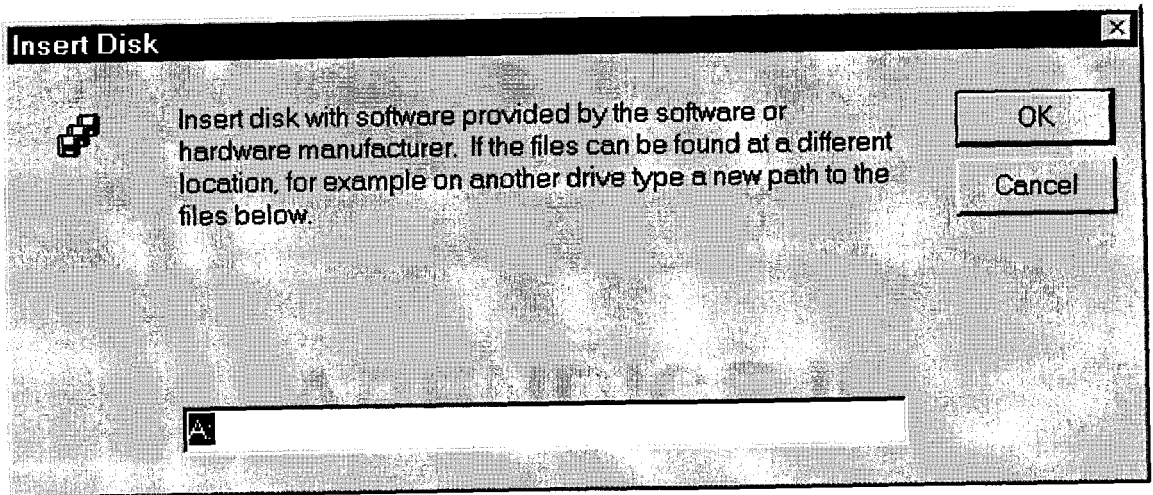 Insert Disk
Insert disk with software provided by the software or
hardware manufacturer. If the files can be found at a different
location, for example on another drive type a new path to the
files below.
OK
Cancel
A: